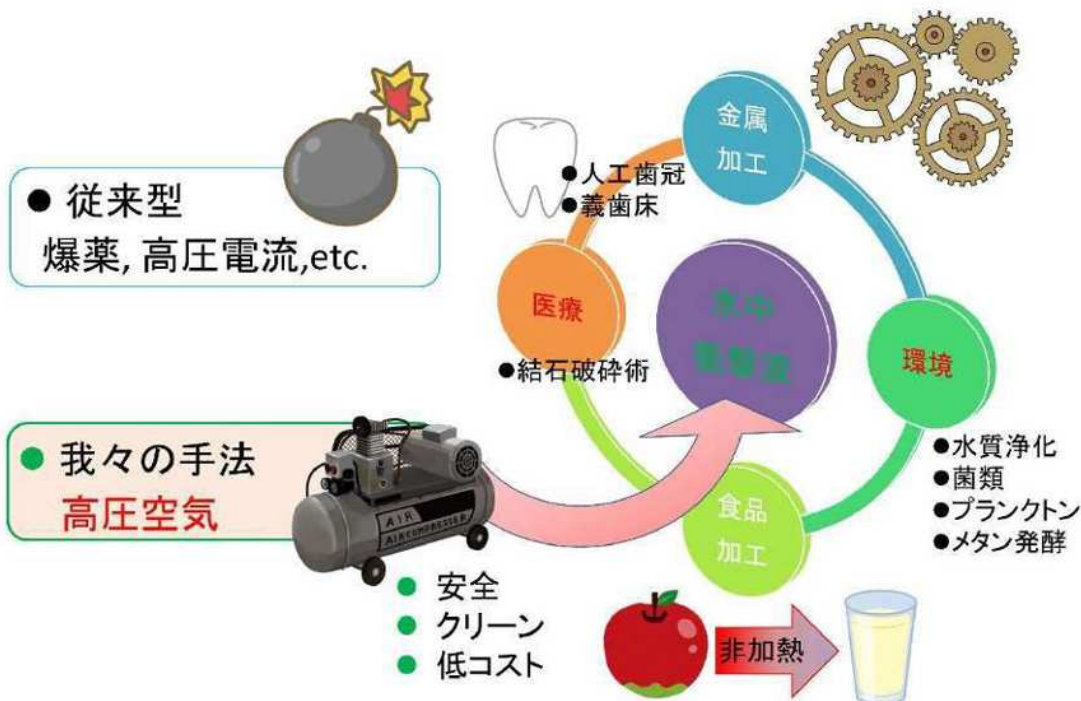 金属
加工
●人工歯冠
●義歯床
● 従来型
爆薬, 高圧電流,etc.
医療
水中
衝撃波
●結石破砕術
環境
● 我々の手法
高圧空気
AIR
AIRCOMPRESSER
●水質浄化
●菌類
●プランクトン
●メタン発酵
食品
加工
● 安全
● クリーン
● 低コスト
非加熱